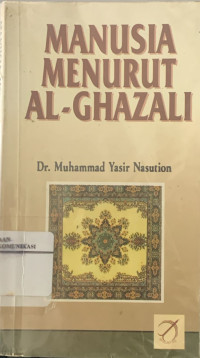 MANUSIA
MENURUT
AL-GHAZALI
Dr. Muhammad Yasir Nasution